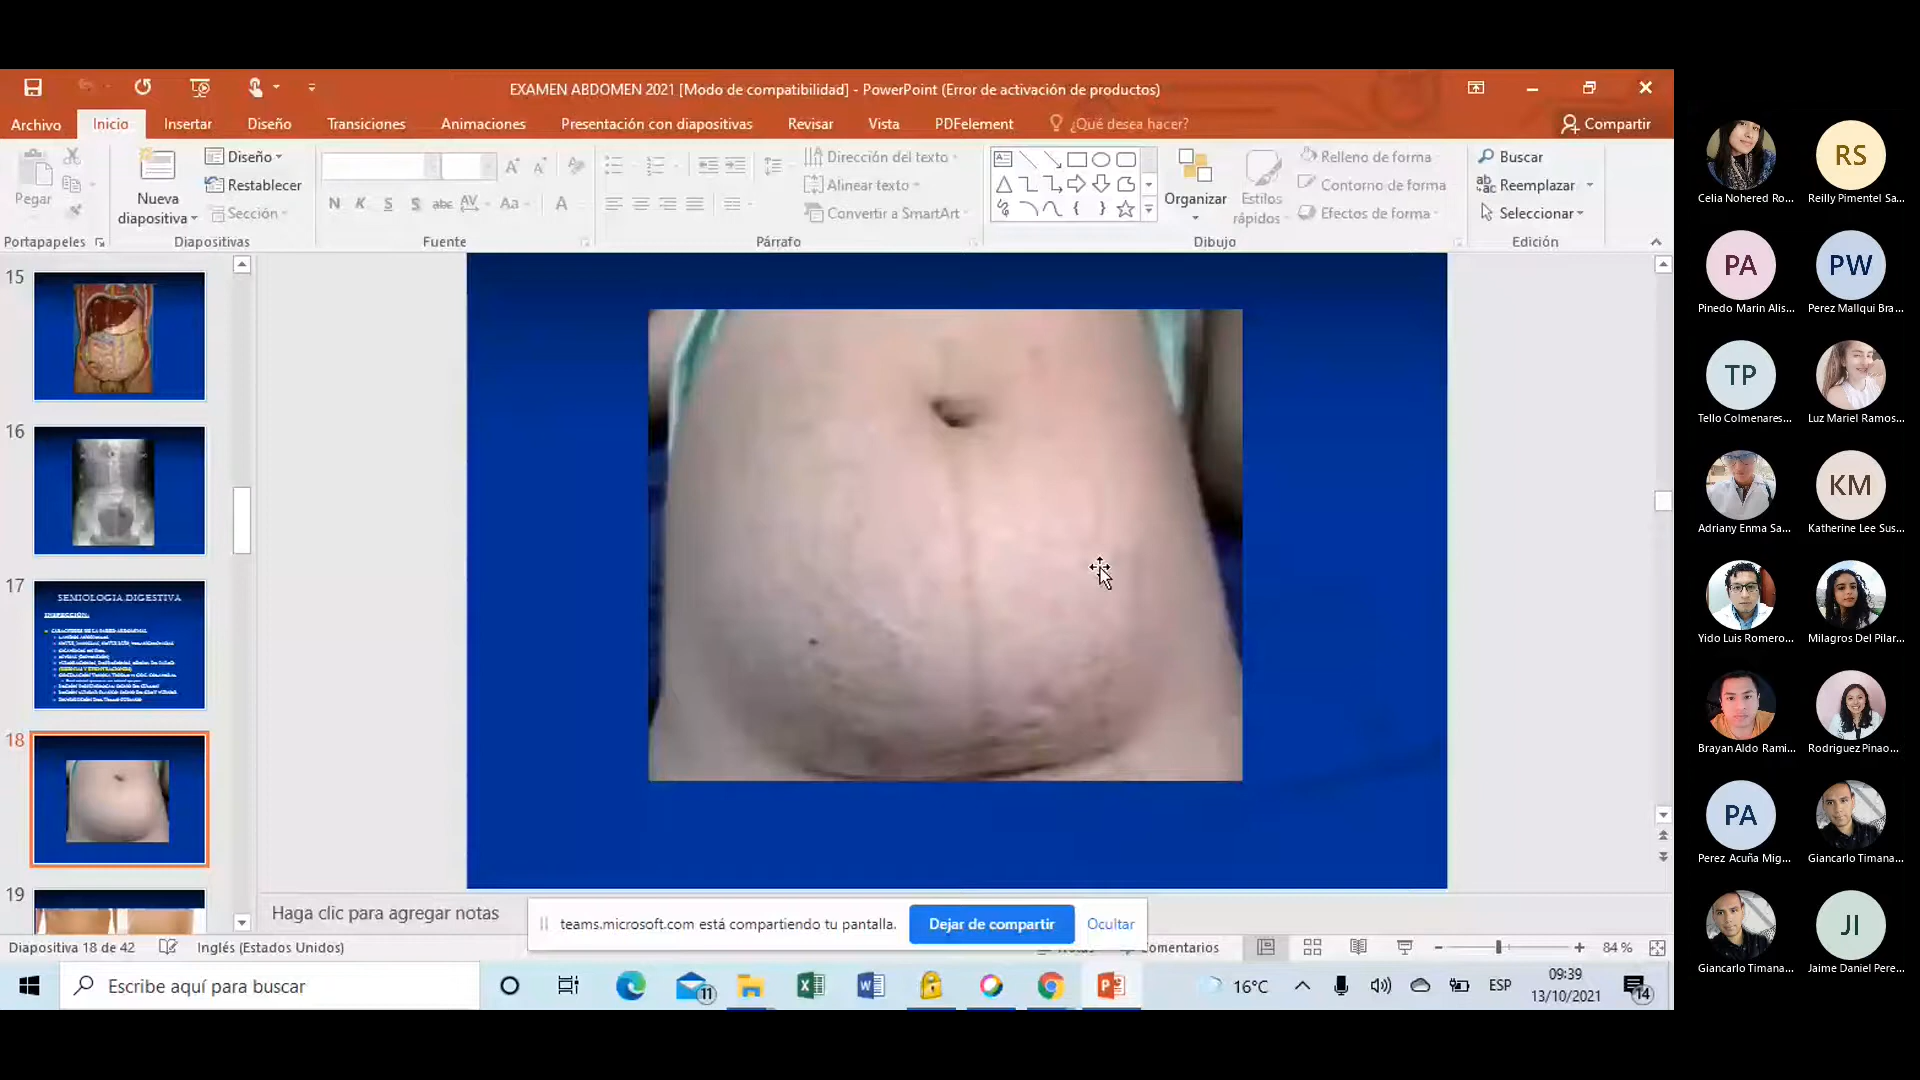 EXAMEN ABDOMEN 2021 [Modo de compatibilidad] - PowerPoint (Error de activación de productos)
Archivo Inicio Insertar Diseño Transiciones Animaciones Presentación con diapositivas Revisar Vista PDFelement ¿Qué desea hacer? Compartir
Pegar
Nueva diapositiva
Diseño
Restablecer
Sección
N K S S abc AV Aa A
Dirección del texto
Alinear texto
Convertir a SmartArt
Organizar
Estilos rápidos
Relleno de forma
Contorno de forma
Efectos de forma
Buscar
Reemplazar
Seleccionar
Portapapeles Diapositivas Fuente Párrafo Dibujo Edición
15
16
17
SEMIOLOGIA DIGESTIVA
18
19
Haga clic para agregar notas
teams.microsoft.com está compartiendo tu pantalla. Dejar de compartir Ocultar
Diapositiva 18 de 42 Inglés (Estados Unidos) Comentarios 84 %
Escribe aquí para buscar
11
16°C ESP
09:39
13/10/2021
14
Celia Nohered Ro...
RS
Reilly Pimentel Sa...
PA
Pinedo Marin Alis...
PW
Perez Mallqui Bra...
TP
Tello Colmenares...
Luz Mariel Ramos...
Adriany Enma Sa...
KM
Katherine Lee Sus...
Yido Luis Romero...
Milagros Del Pilar...
Brayan Aldo Rami...
Rodriguez Pinao...
PA
Perez Acuña Mig...
Giancarlo Timana...
Giancarlo Timana...
JI
Jaime Daniel Pere...